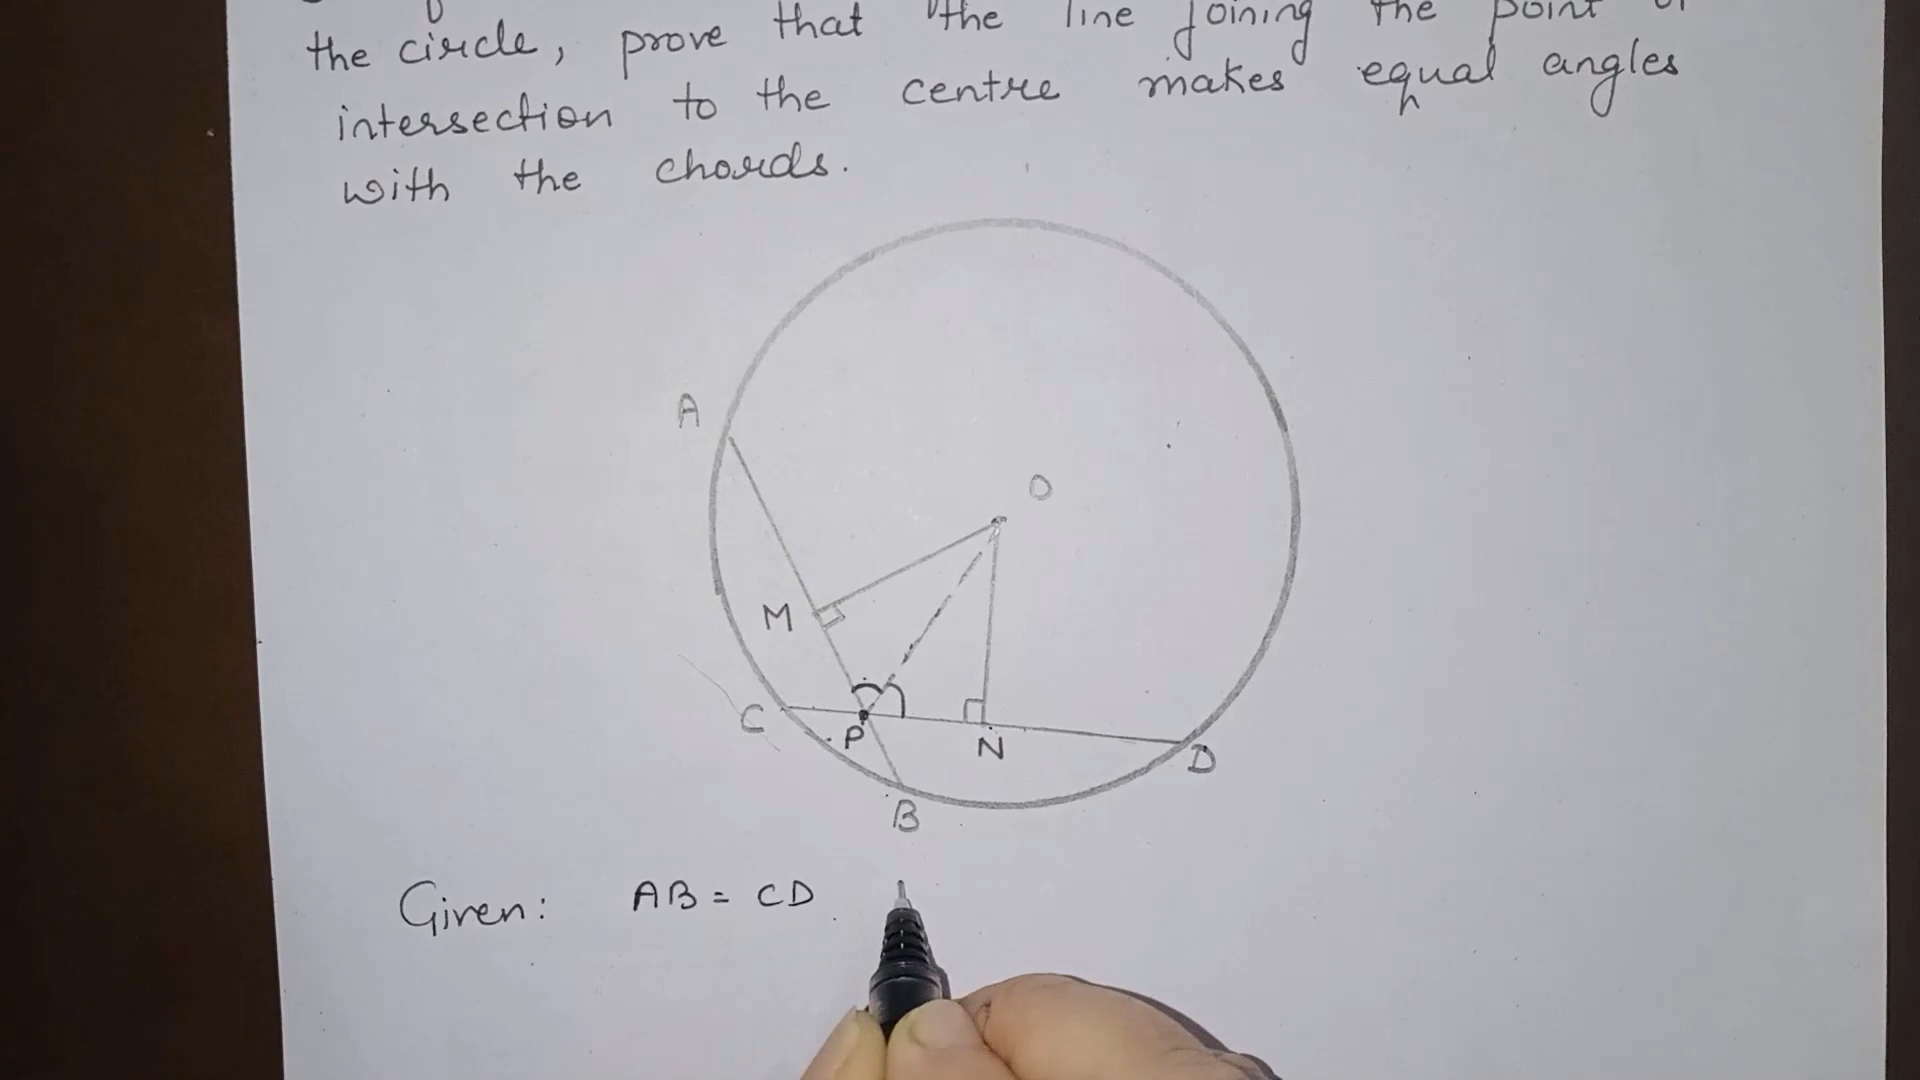 the circle, prove that the line joining the point of
intersection to the centre makes equal angles
with the chords.
A
O
M
C
P
N
D
B
Given: AB = CD